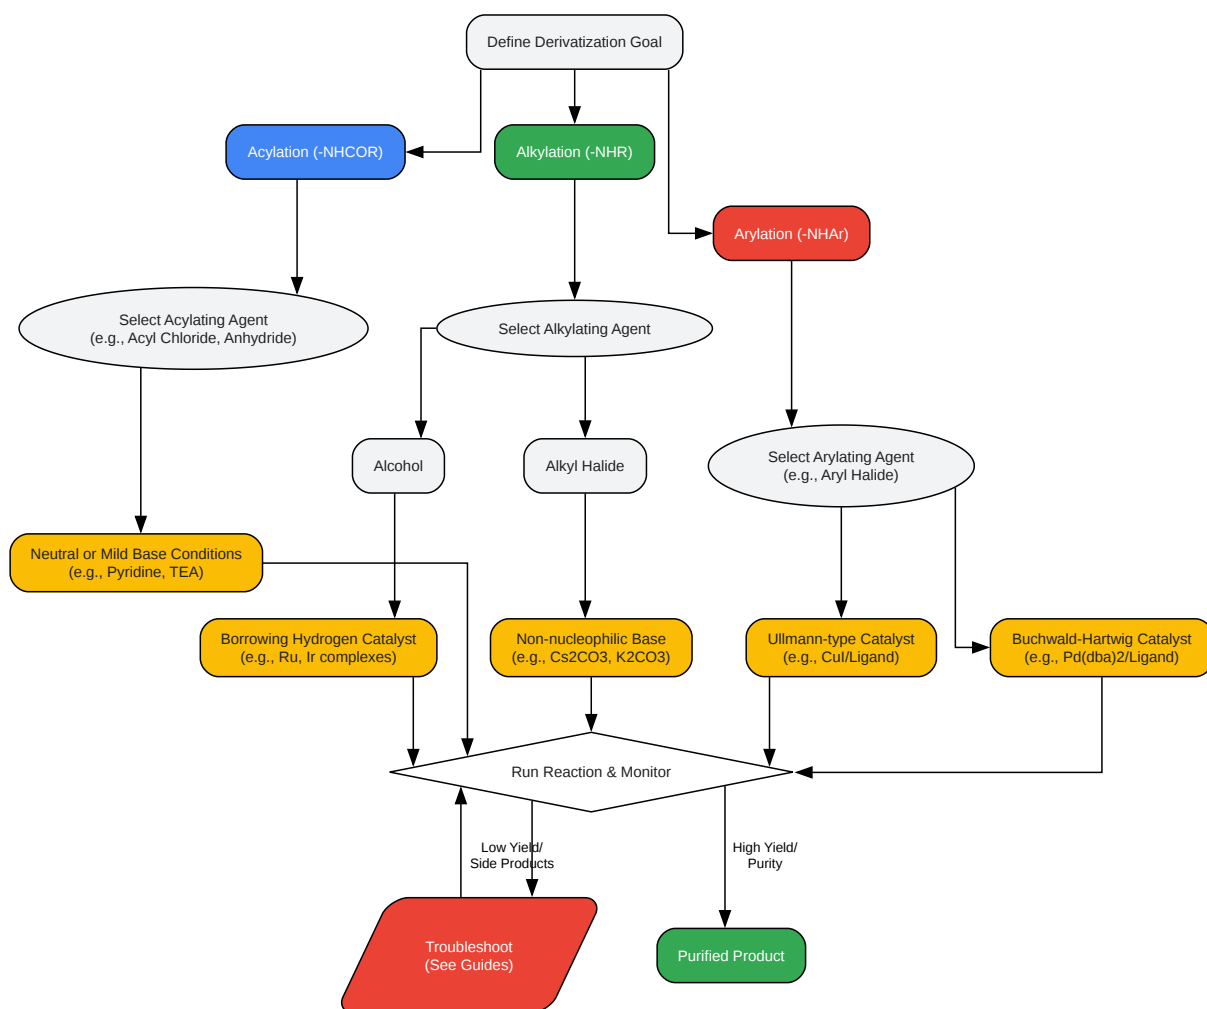 Define Derivatization Goal
Acylation (-NHCOR)
Alkylation (-NHR)
Arylation (-NHAr)
Select Acylating Agent
(e.g., Acyl Chloride, Anhydride)
Select Alkylating Agent
Alcohol
Alkyl Halide
Select Arylating Agent
(e.g., Aryl Halide)
Neutral or Mild Base Conditions
(e.g., Pyridine, TEA)
Borrowing Hydrogen Catalyst
(e.g., Ru, Ir complexes)
Non-nucleophilic Base
(e.g., Cs2CO3, K2CO3)
Ullmann-type Catalyst
(e.g., CuI/Ligand)
Buchwald-Hartwig Catalyst
(e.g., Pd(dba)2/Ligand)
Run Reaction & Monitor
Low Yield/
Side Products
High Yield/
Purity
Troubleshoot
(See Guides)
Purified Product